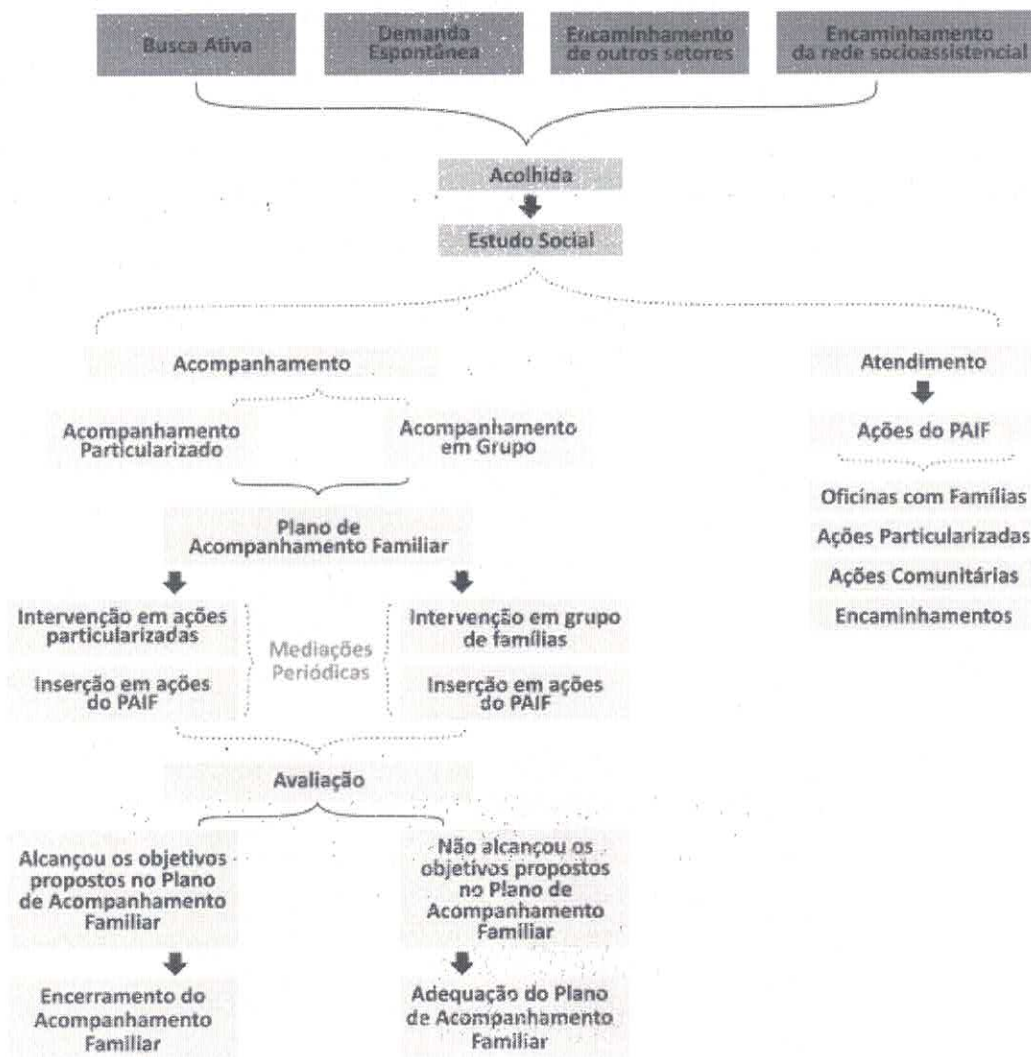 Busca Ativa
Demanda
Espontânea
Encaminhamento
de outros setores
Encaminhamento
da rede socioassistencial
Acolhida
Estudo Social
Acompanhamento
Atendimento
Acompanhamento
Particularizado
Acompanhamento
em Grupo
Ações do PAIF
Oficinas com Famílias
Ações Particularizadas
Ações Comunitárias
Encaminhamentos
Plano de
Acompanhamento Familiar
Intervenção em ações
particularizadas
Inserção em ações
do PAIF
Mediações
Periódicas
Intervenção em grupo
de famílias
Inserção em ações
do PAIF
Avaliação
Alcançou os objetivos
propostos no Plano
de Acompanhamento
Familiar
Não alcançou os
objetivos propostos
no Plano de
Acompanhamento
Familiar
Encerramento do
Acompanhamento
Familiar
Adequação do Plano
de Acompanhamento
Familiar